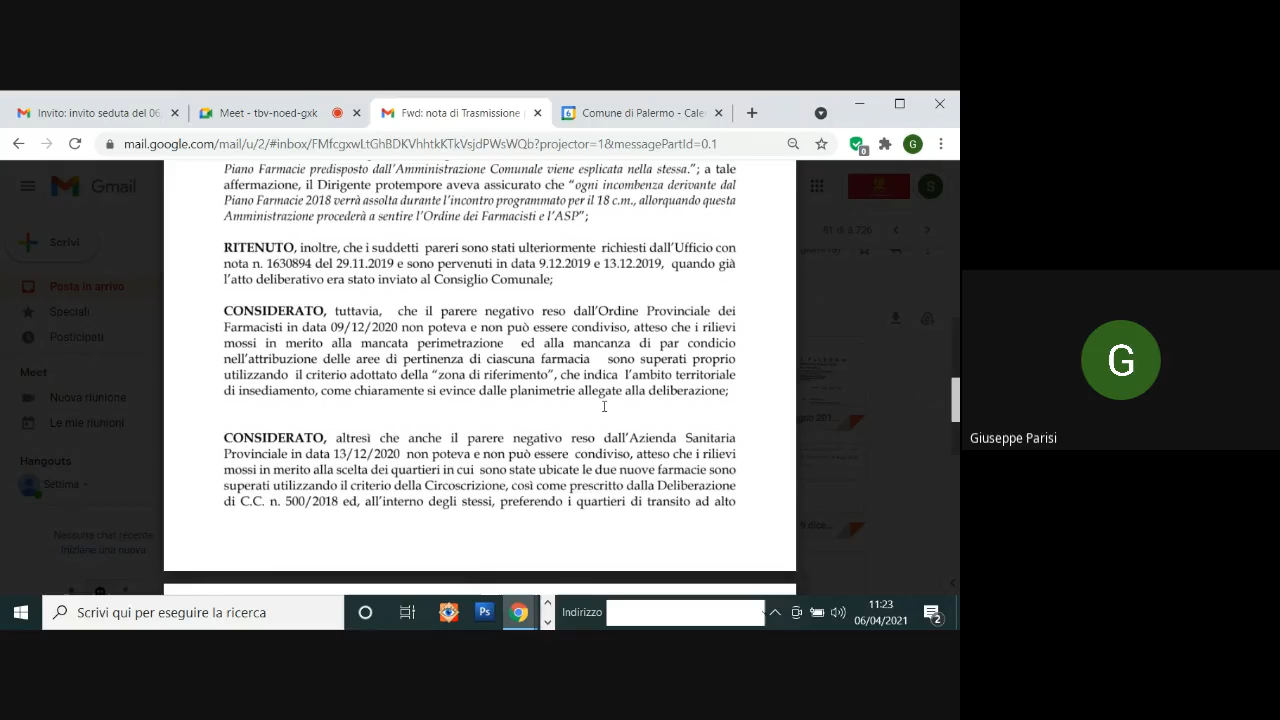 Invito: invito seduta del 06
Meet - tbv-noed-gxk
Fwd: nota di Trasmissione
Comune di Palermo - Cale
mail.google.com/mail/u/2/#inbox/FMfcgxwLtGhBDKVhhtkKTkVsjdPWsWQb?projector=1&messagePartId=0.1
0
G
Gmail
S
Scrivi
Posta in arrivo
Speciali
Posticipati
Meet
Nuova riunione
Le mie riunioni
Hangouts
Settima
Nessuna chat recente
Iniziane una nuova
61 di 3.726
Piano Farmacie predisposto dall'Amministrazione Comunale viene esplicata nella stessa."; a tale
affermazione, il Dirigente protempore aveva assicurato che "ogni incombenza derivante dal
Piano Farmacie 2018 verrà assolta durante l'incontro programmato per il 18 c.m., allorquando questa
Amministrazione procederà a sentire l'Ordine dei Farmacisti e l'ASP";
RITENUTO, inoltre, che i suddetti pareri sono stati ulteriormente richiesti dall'Ufficio con
nota n. 1630894 del 29.11.2019 e sono pervenuti in data 9.12.2019 e 13.12.2019, quando già
l'atto deliberativo era stato inviato al Consiglio Comunale;
CONSIDERATO, tuttavia, che il parere negativo reso dall'Ordine Provinciale dei
Farmacisti in data 09/12/2020 non poteva e non può essere condiviso, atteso che i rilievi
mossi in merito alla mancata perimetrazione ed alla mancanza di par condicio
nell'attribuzione delle aree di pertinenza di ciascuna farmacia sono superati proprio
utilizzando il criterio adottato della "zona di riferimento", che indica l'ambito territoriale
di insediamento, come chiaramente si evince dalle planimetrie allegate alla deliberazione;
CONSIDERATO, altresì che anche il parere negativo reso dall'Azienda Sanitaria
Provinciale in data 13/12/2020 non poteva e non può essere condiviso, atteso che i rilievi
mossi in merito alla scelta dei quartieri in cui sono state ubicate le due nuove farmacie sono
superati utilizzando il criterio della Circoscrizione, così come prescritto dalla Deliberazione
di C.C. n. 500/2018 ed, all'interno degli stessi, preferendo i quartieri di transito ad alto
Scrivi qui per eseguire la ricerca
Ps
Indirizzo
11:23
06/04/2021
2
G
Giuseppe Parisi